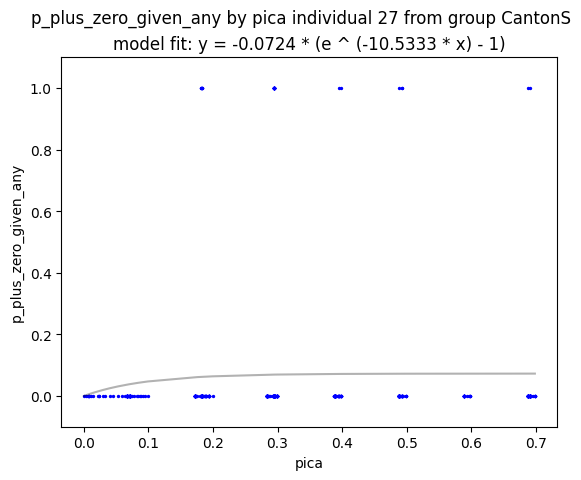 p_plus_zero_given_any by pica individual 27 from group CantonS
model fit: y = -0.0724 * (e ^ (-10.5333 * x) - 1)
p_plus_zero_given_any
1.0
0.8
0.6
0.4
0.2
0.0
0.0 0.1 0.2 0.3 0.4 0.5 0.6 0.7
pica